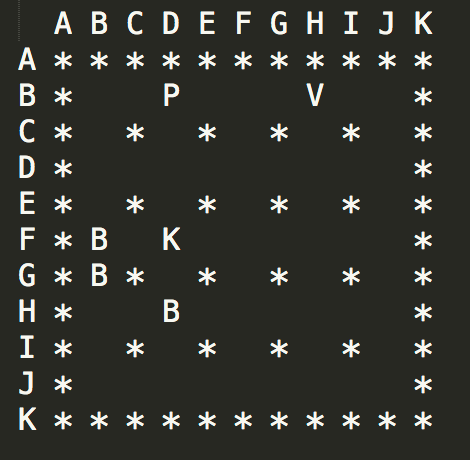 A B C D E F G H I J K
A * * * * * * * * * * *
B *     P       V     *
C *   *   *   *   *   *
D *                   *
E *   *   *   *   *   *
F * B   K             *
G * B *   *   *   *   *
H *     B             *
I *   *   *   *   *   *
J *                   *
K * * * * * * * * * * *